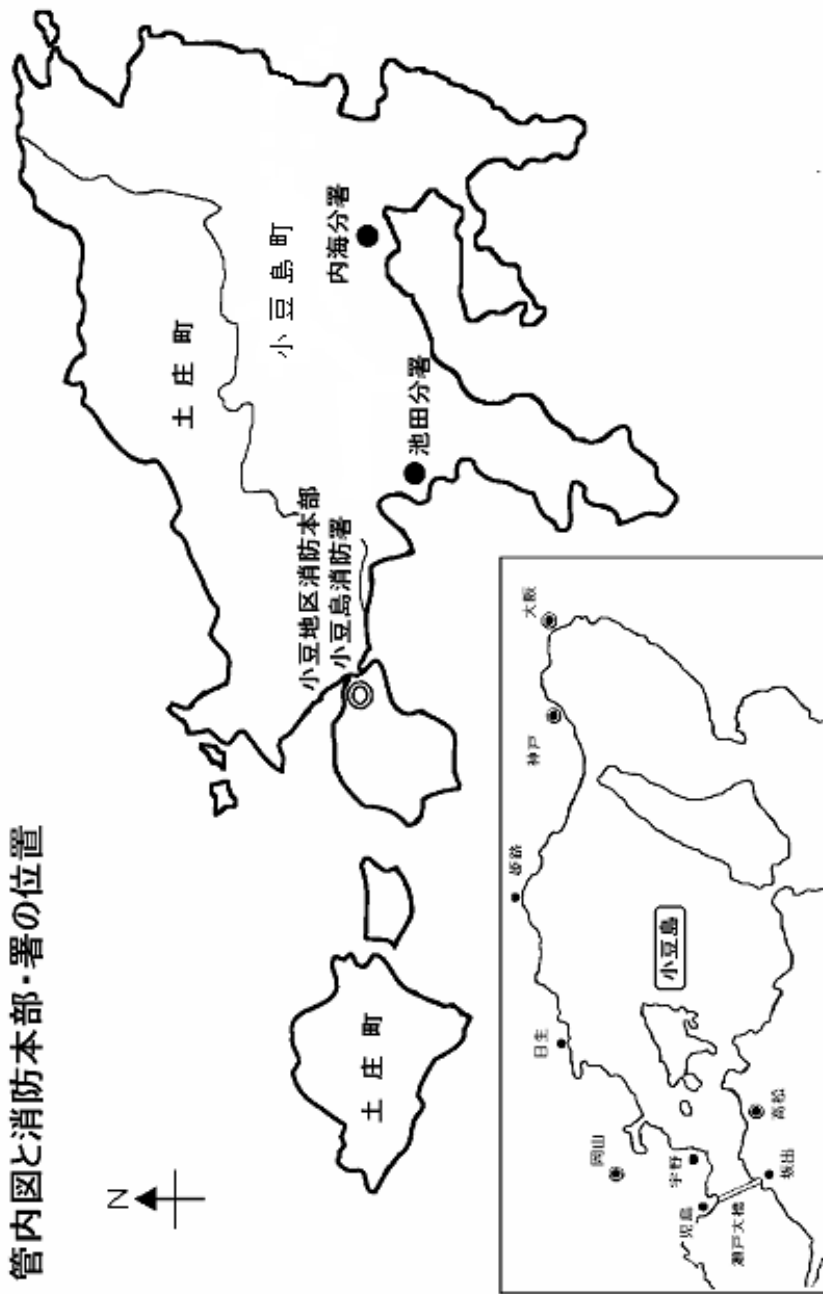 管内図と消防本部・署の位置
N
土 庄 町
小 豆 島 町
小豆地区消防本部
小豆島消防署
池田分署
内海分署
土 庄 町
姫路
神戸
大阪
日生
岡山
宇野
児島
小豆島
瀬戸大橋
坂出
高松